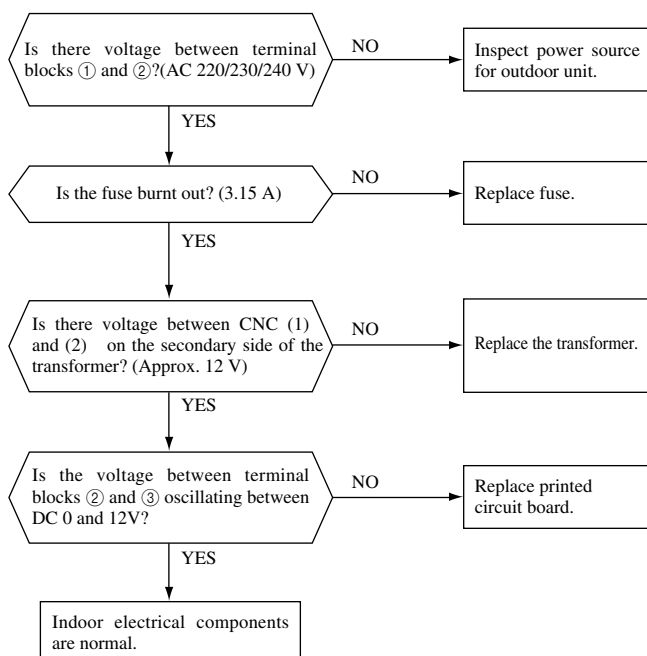 Is there voltage between terminal
blocks ① and ②?(AC 220/230/240 V)
NO
Inspect power source
for outdoor unit.
YES
Is the fuse burnt out? (3.15 A)
NO
Replace fuse.
YES
Is there voltage between CNC (1)
and (2) on the secondary side of the
transformer? (Approx. 12 V)
NO
Replace the transformer.
YES
Is the voltage between terminal
blocks ② and ③ oscillating between
DC 0 and 12V?
NO
Replace printed
circuit board.
YES
Indoor electrical components
are normal.